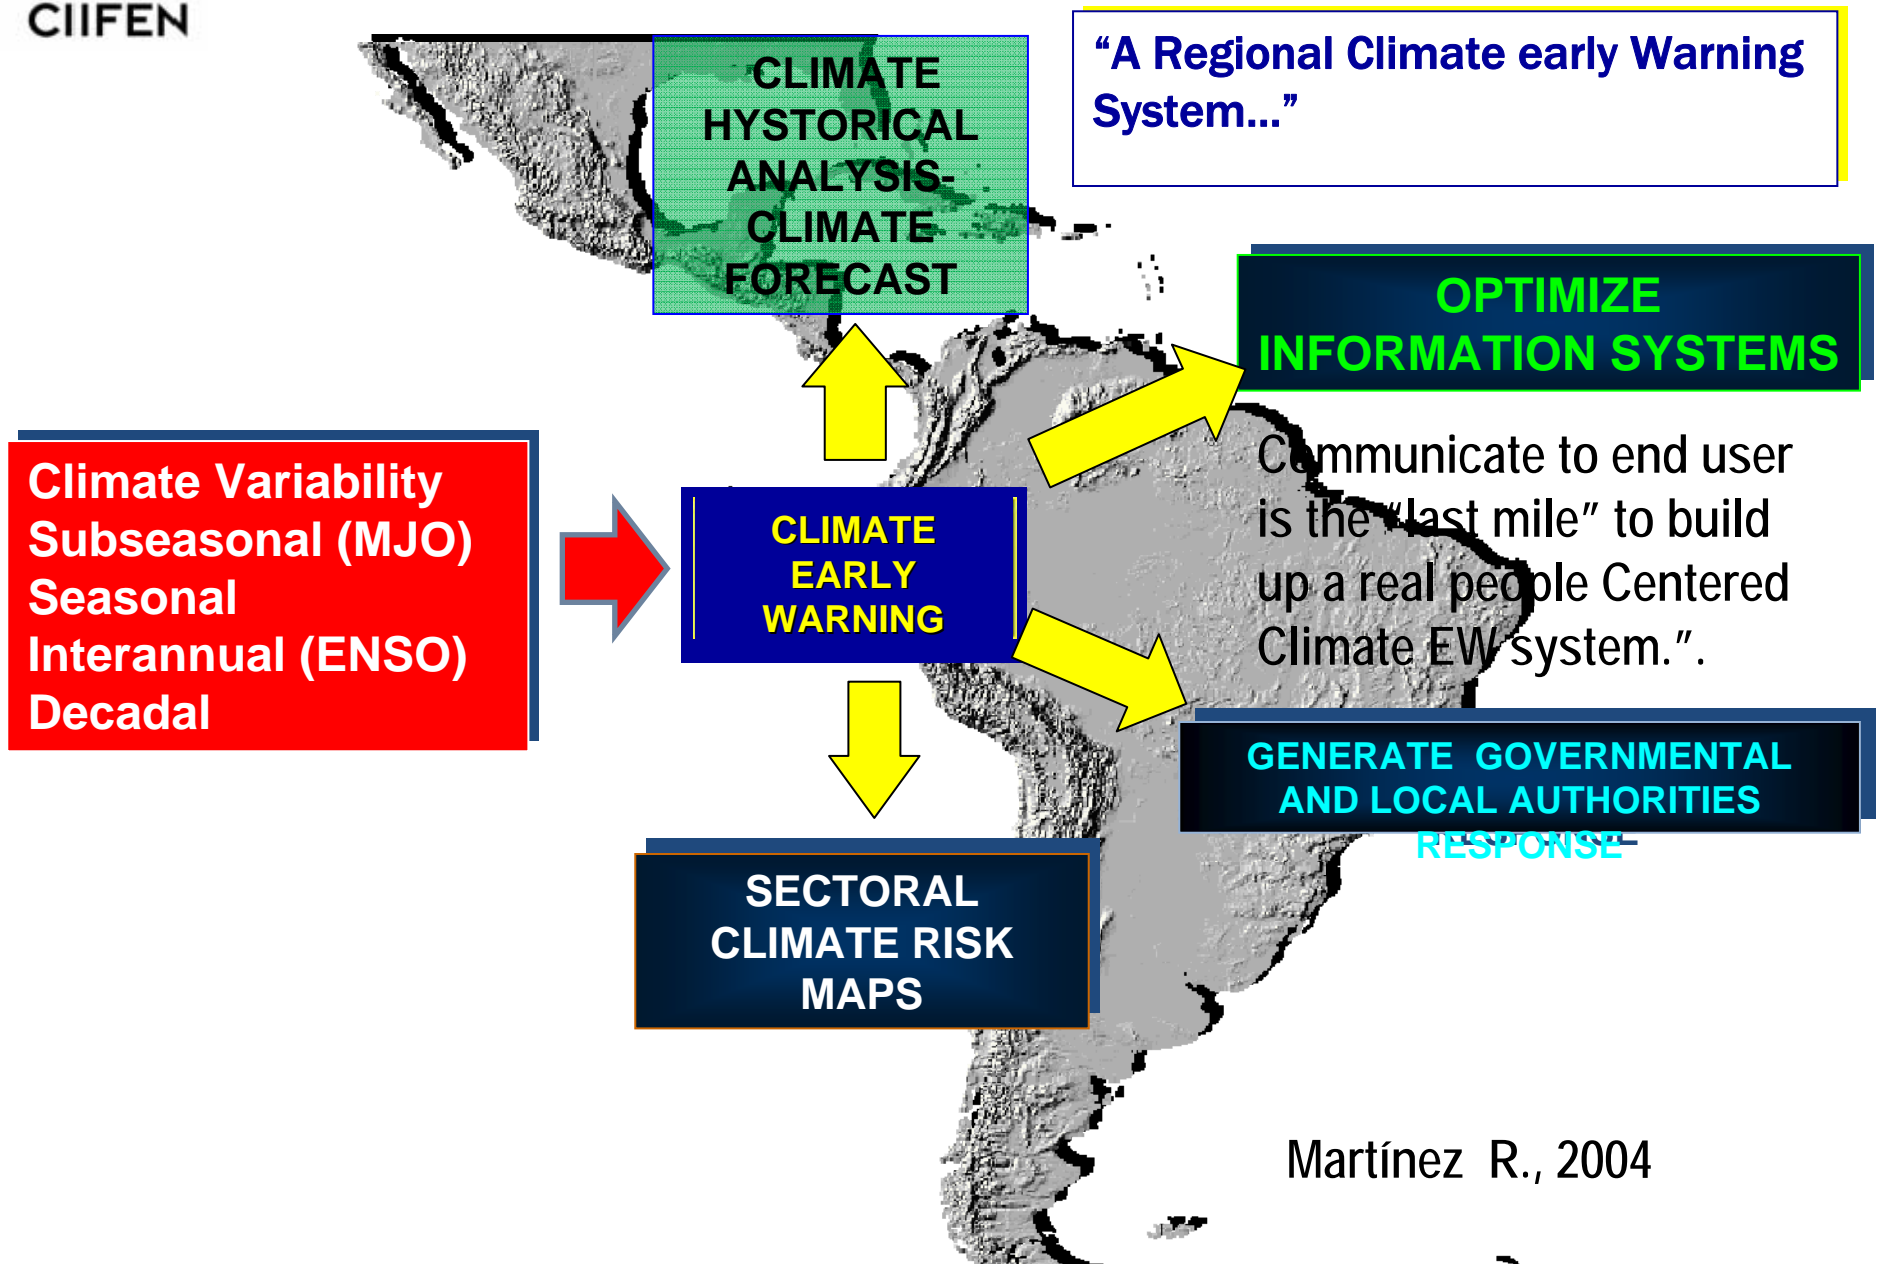 CIIFEN
“A Regional Climate early Warning
System...”
CLIMATE
HYSTORICAL
ANALYSIS-
CLIMATE
FORECAST
OPTIMIZE
INFORMATION SYSTEMS
Communicate to end user
is the “last mile” to build
up a real people Centered
Climate EW system.”.
Climate Variability
Subseasonal (MJO)
Seasonal
Interannual (ENSO)
Decadal
CLIMATE
EARLY
WARNING
GENERATE  GOVERNMENTAL
AND LOCAL AUTHORITIES
RESPONSE
SECTORAL
CLIMATE RISK
MAPS
Martínez  R., 2004